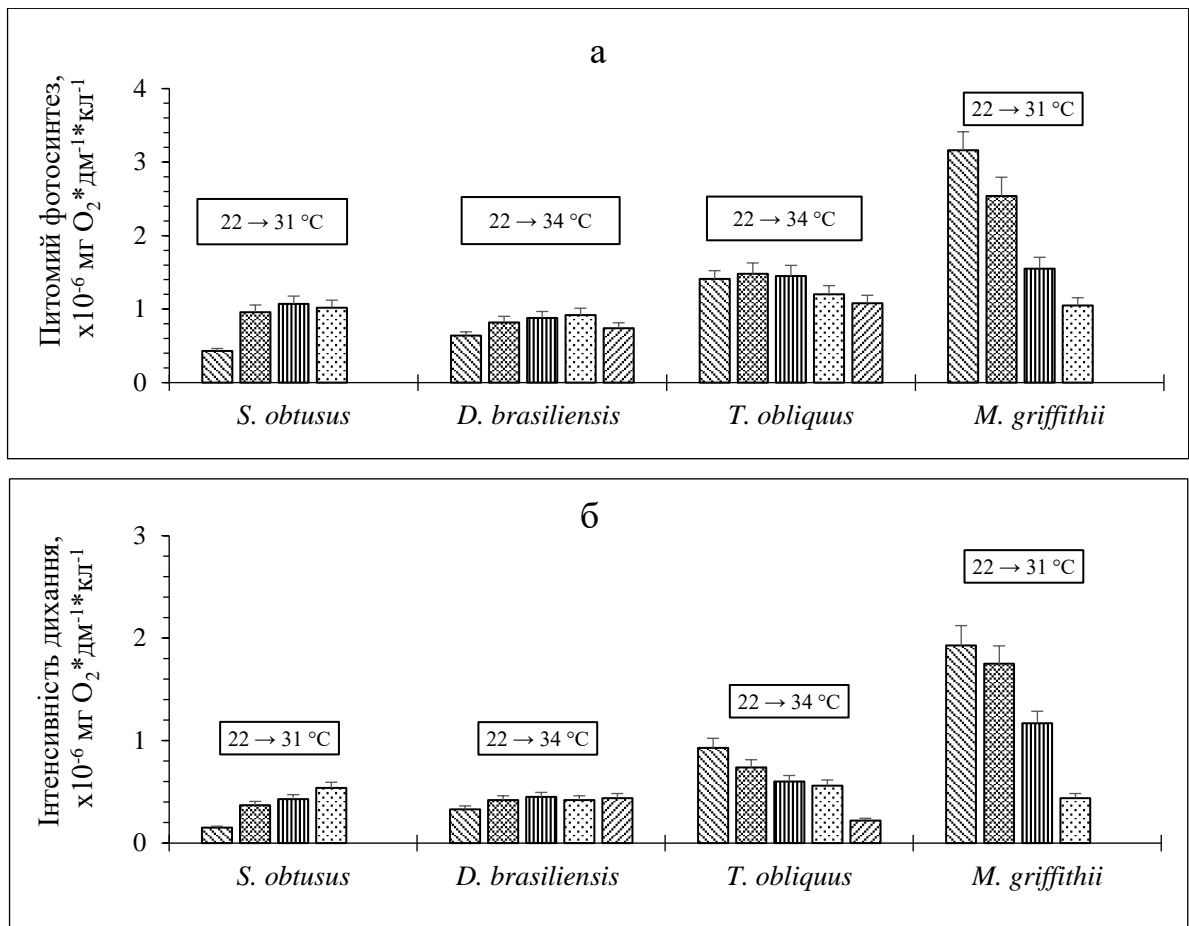 а
Питомий фотосинтез,
х10⁻⁶ мг O₂*дм⁻¹*кл⁻¹
4
3
2
1
0
22 → 31 °C
22 → 34 °C
22 → 34 °C
22 → 31 °C
S. obtusus
D. brasiliensis
T. obliquus
M. griffithii
б
Інтенсивність дихання,
х10⁻⁶ мг O₂*дм⁻¹*кл⁻¹
3
2
1
0
22 → 31 °C
22 → 34 °C
22 → 34 °C
22 → 31 °C
S. obtusus
D. brasiliensis
T. obliquus
M. griffithii